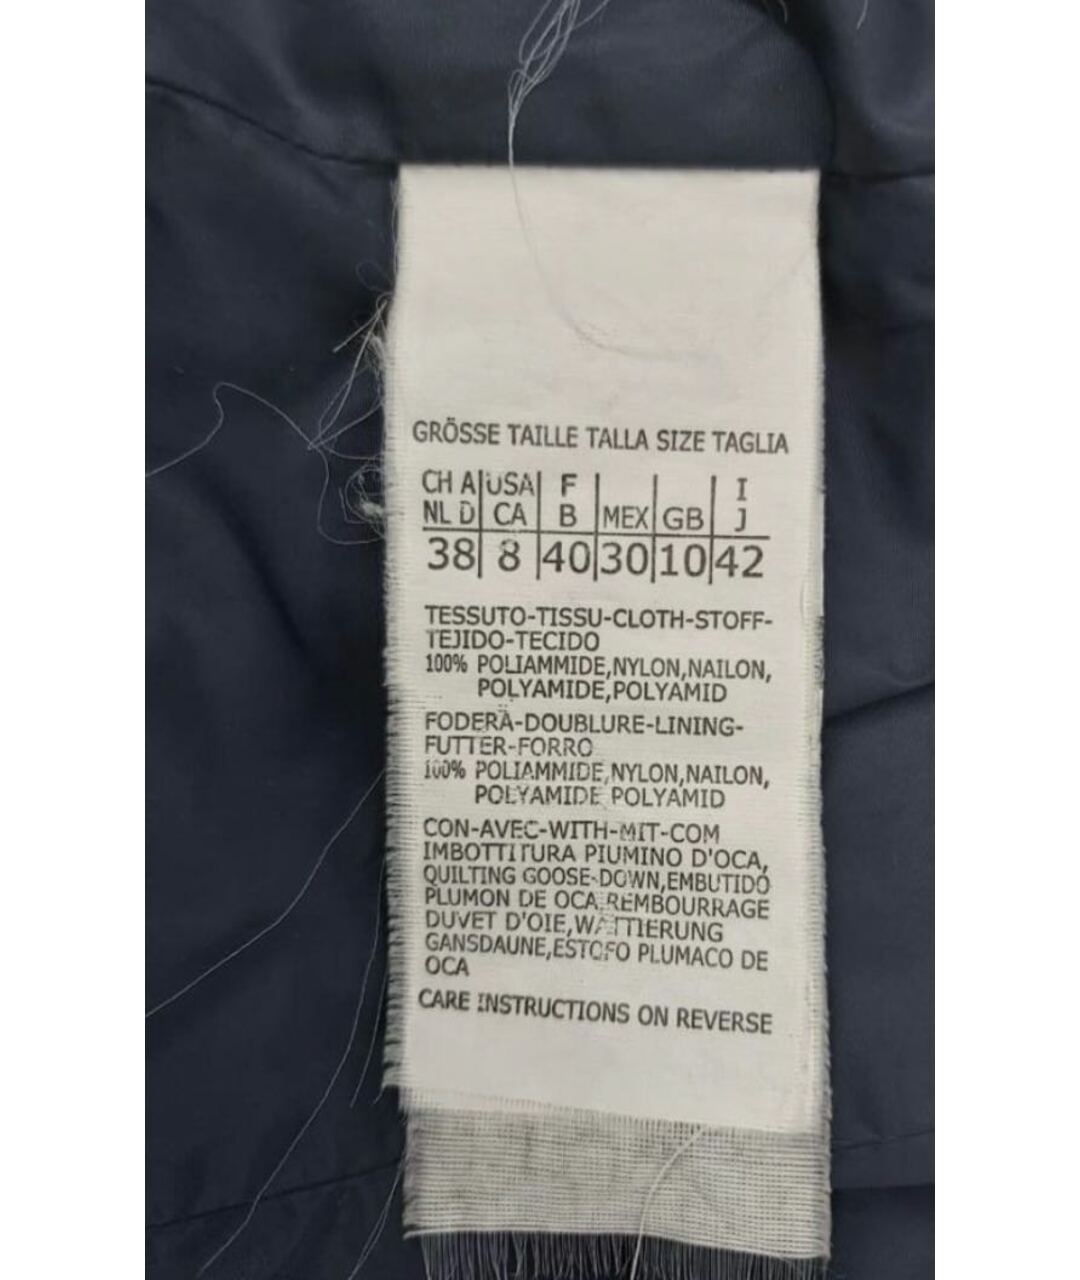 GRÖSSE TAILLE TALLA SIZE TAGLIA
CH A USA F I
NL D CA B MEX GB J
38 8 40 30 10 42
TESSUTO-TISSU-CLOTH-STOFF-
TEJIDO-TECIDO
100% POLIAMMIDE,NYLON,NAILON,
POLYAMIDE,POLYAMID
FODERA-DOUBLURE-LINING-
FUTTER-FORRO
100% POLIAMMIDE,NYLON,NAILON,
POLYAMIDE POLYAMID
CON-AVEC-WITH-MIT-COM
IMBOTTITURA PIUMINO D'OCA,
QUILTING GOOSE-DOWN,EMBUTIDO
PLUMON DE OCA,REMBOURRAGE
DUVET D'OIE,WATTIERUNG
GANSDAUNE,ESTOFO PLUMACO DE
OCA
CARE INSTRUCTIONS ON REVERSE